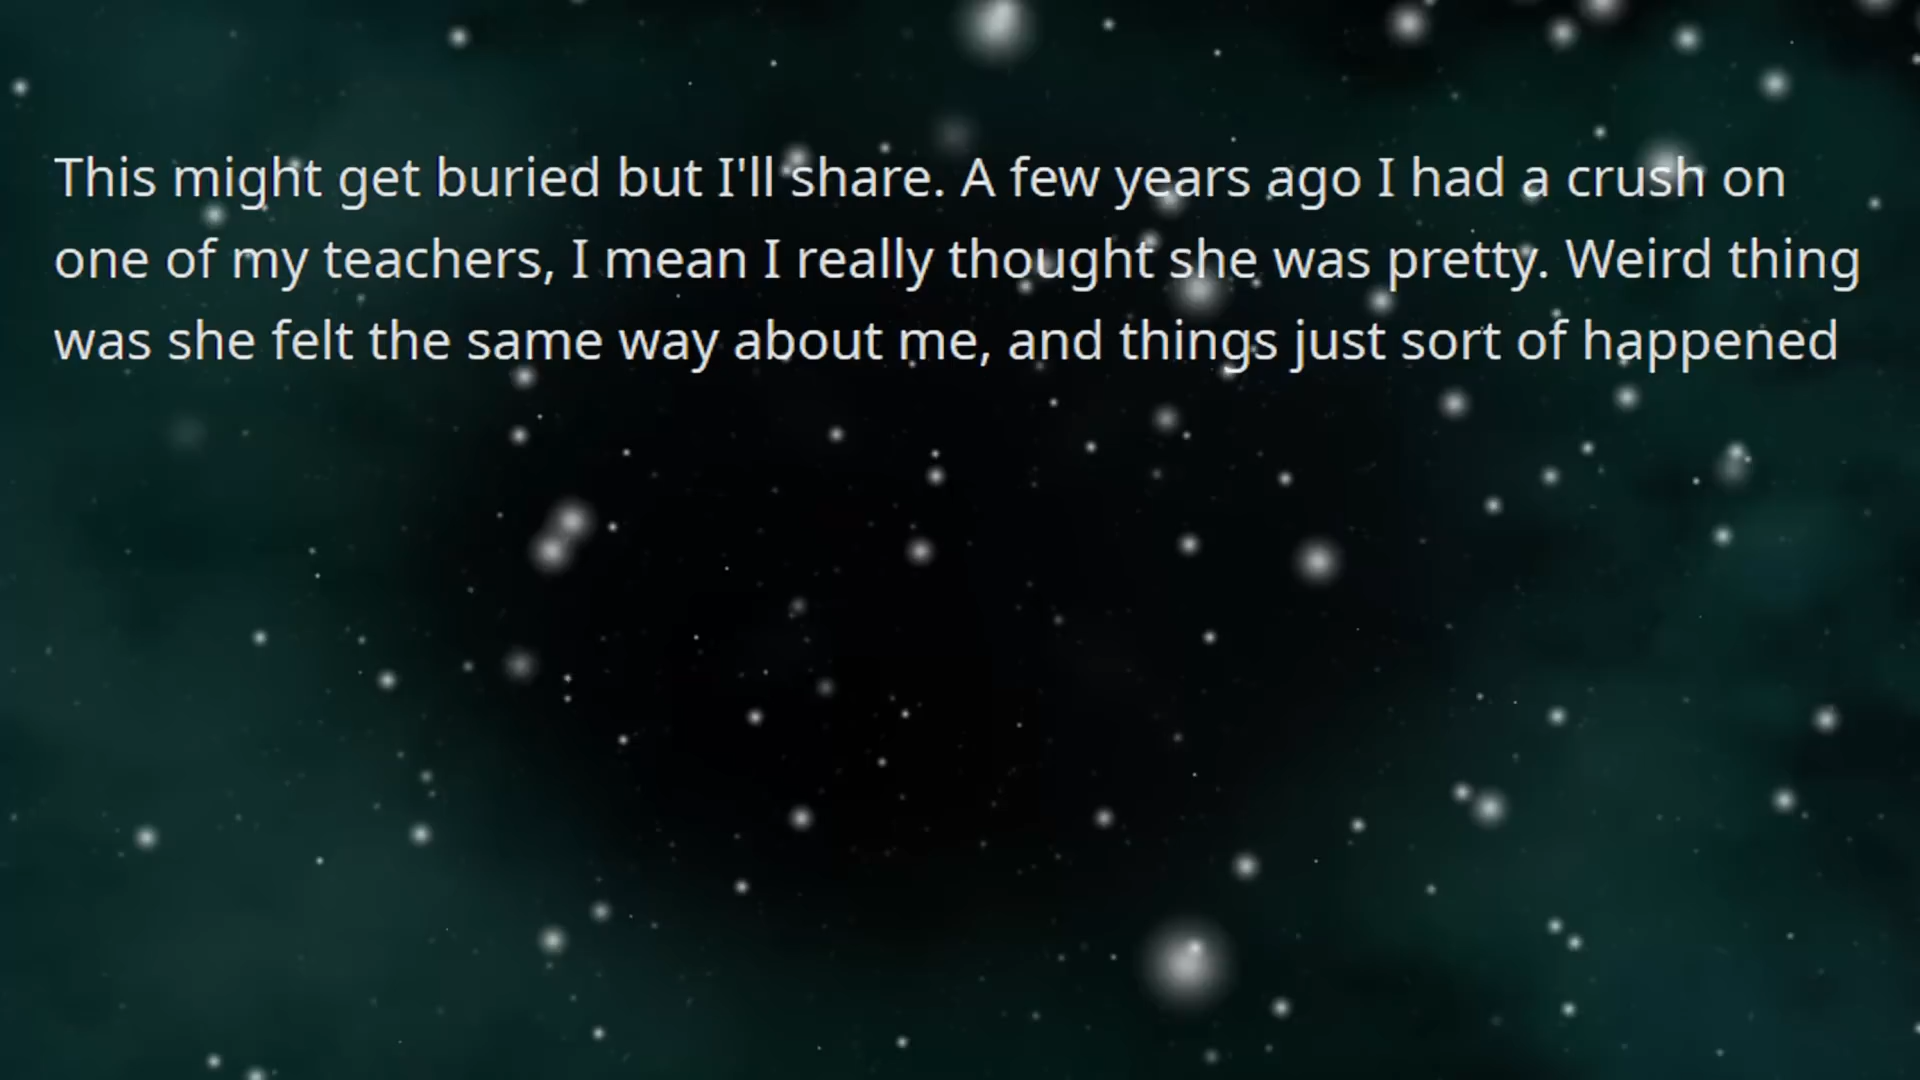 This might get buried but I'll share. A few years ago I had a crush on
one of my teachers, I mean I really thought she was pretty. Weird thing
was she felt the same way about me, and things just sort of happened